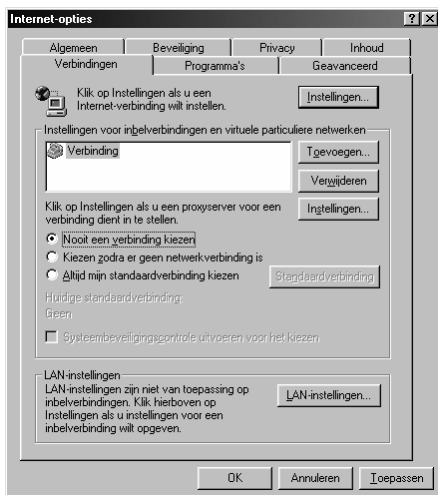 Internet-opties
Algemeen Beveiliging Privacy Inhoud
Verbindingen Programma's Geavanceerd
Klik op Instellingen als u een
Internet-verbinding wilt instellen.
Instellingen...
Instellingen voor inbelverbindingen en virtuele particuliere netwerken
Verbinding
Toevoegen...
Verwijderen
Klik op Instellingen als u een proxyserver voor een
verbinding dient in te stellen.
Instellingen...
Nooit een verbinding kiezen
Kiezen zodra er geen netwerkverbinding is
Altijd mijn standaardverbinding kiezen
Standaardverbinding
Huidige standaardverbinding:
Geen
Systeembeveiligingscontrole uitvoeren voor het kiezen
LAN-instellingen
LAN-instellingen zijn niet van toepassing op
inbelverbindingen. Klik hierboven op
Instellingen als u instellingen voor een
inbelverbinding wilt opgeven.
LAN-instellingen...
OK Annuleren Toepassen